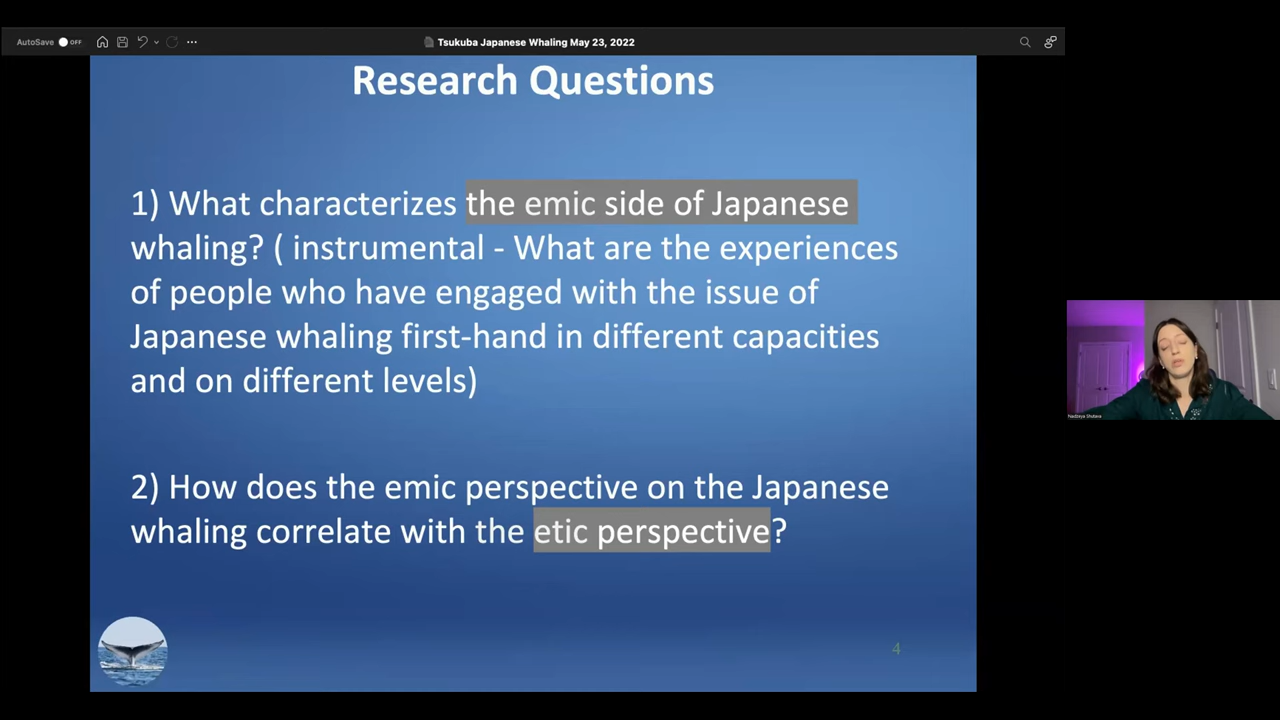 AutoSave OFF
Tsukuba Japanese Whaling May 23, 2022
Research Questions
1) What characterizes the emic side of Japanese
whaling? ( instrumental - What are the experiences
of people who have engaged with the issue of
Japanese whaling first-hand in different capacities
and on different levels)
2) How does the emic perspective on the Japanese
whaling correlate with the etic perspective?
4
Nadzeya Shutava